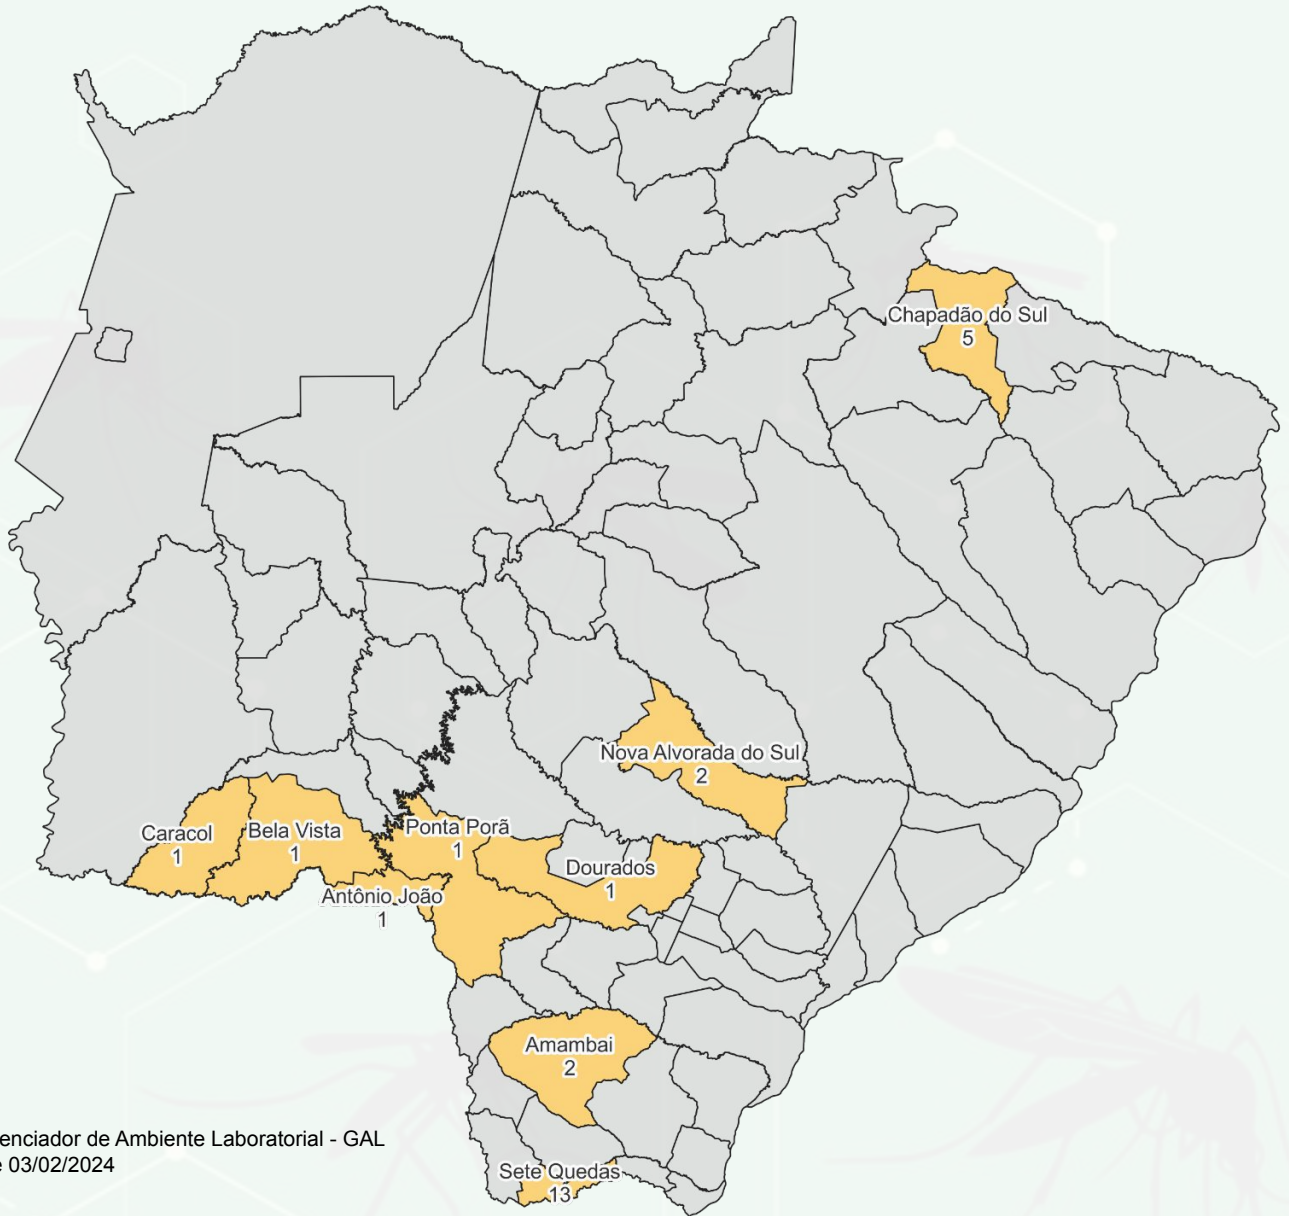 Chapadão do Sul
5
Nova Alvorada do Sul
2
Caracol
1
Bela Vista
1
Ponta Porã
1
Dourados
1
Antônio João
1
Amambai
2
Sete Quedas
13
enciador de Ambiente Laboratorial - GAL
03/02/2024